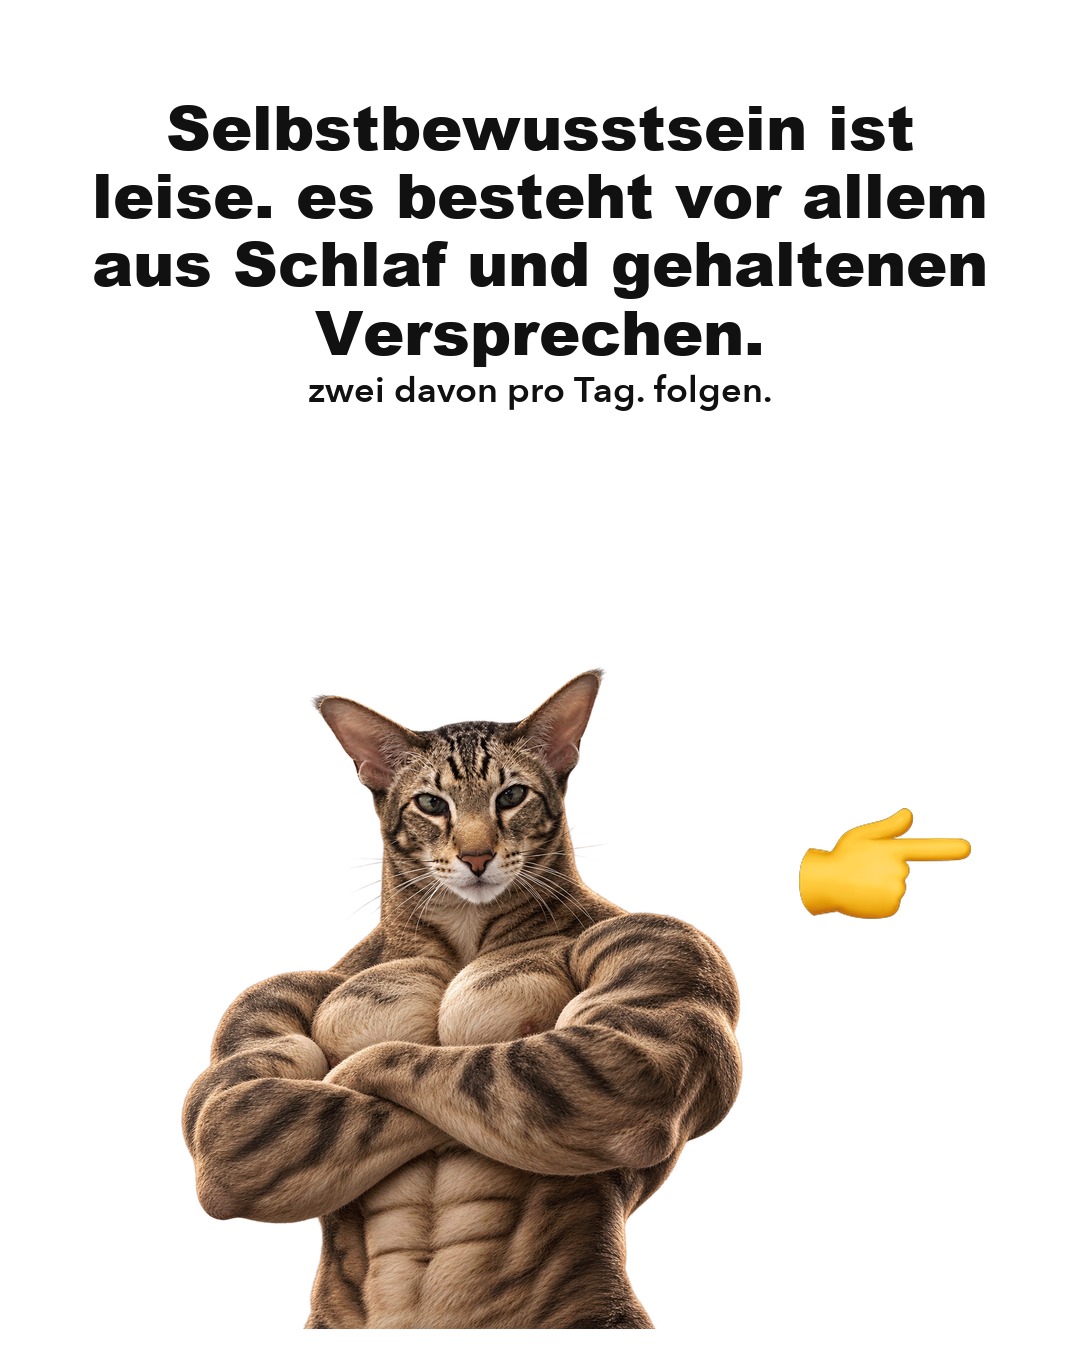 Selbstbewusstsein ist
leise. es besteht vor allem
aus Schlaf und gehaltenen
Versprechen.
zwei davon pro Tag. folgen.